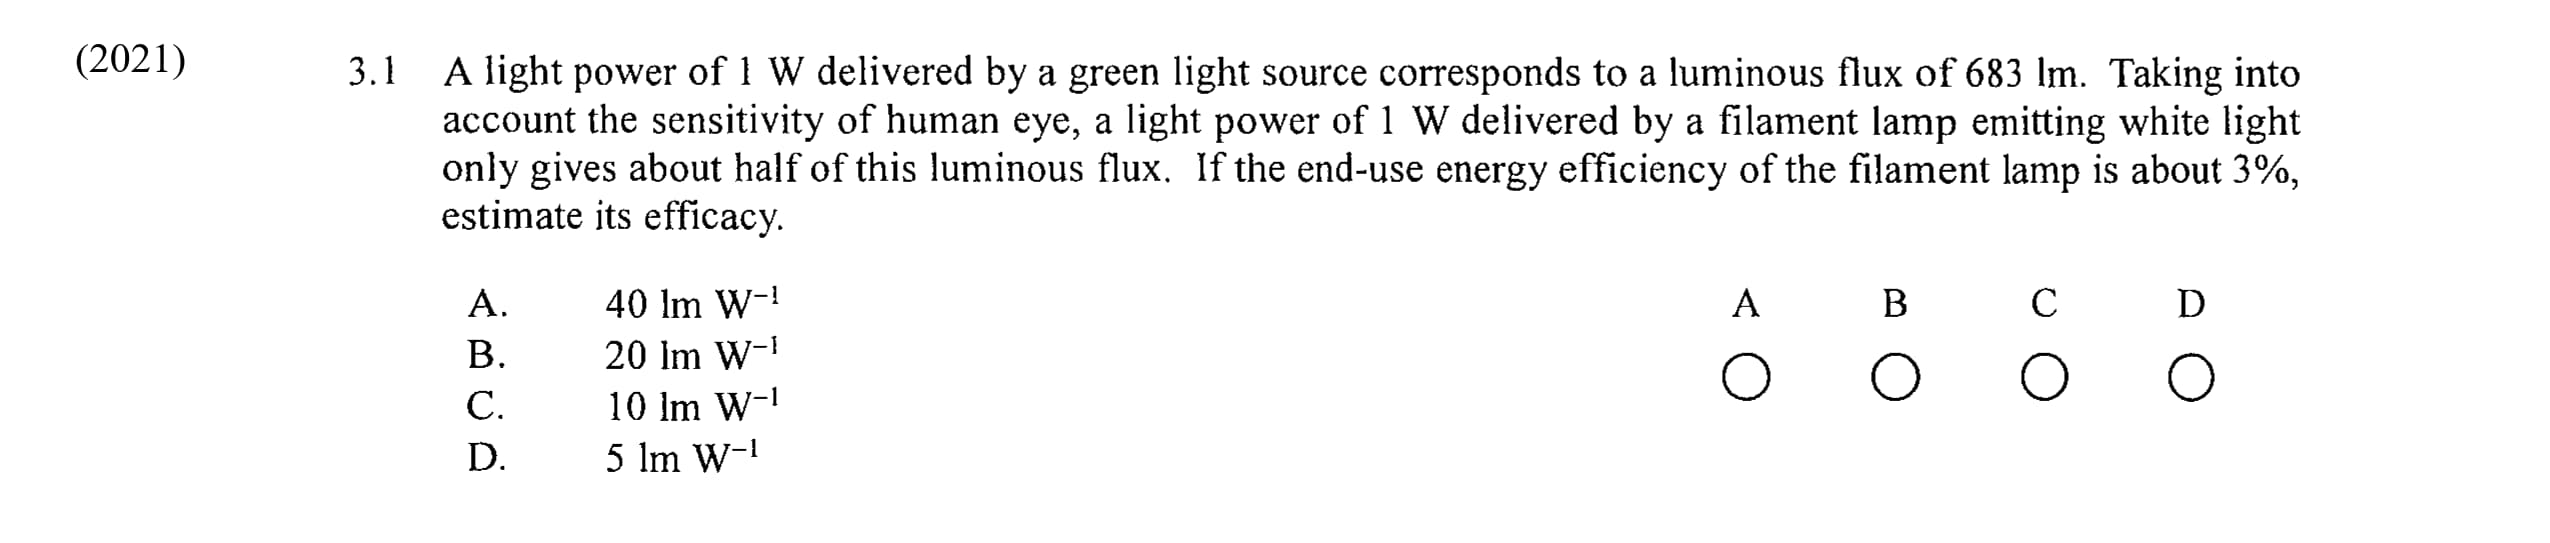 (2021)
3.1 A light power of 1 W delivered by a green light source corresponds to a luminous flux of 683 lm. Taking into
account the sensitivity of human eye, a light power of 1 W delivered by a filament lamp emitting white light
only gives about half of this luminous flux. If the end-use energy efficiency of the filament lamp is about 3%,
estimate its efficacy.
A. 40 lm W⁻¹ A B C D
B. 20 lm W⁻¹
C. 10 lm W⁻¹
D. 5 lm W⁻¹